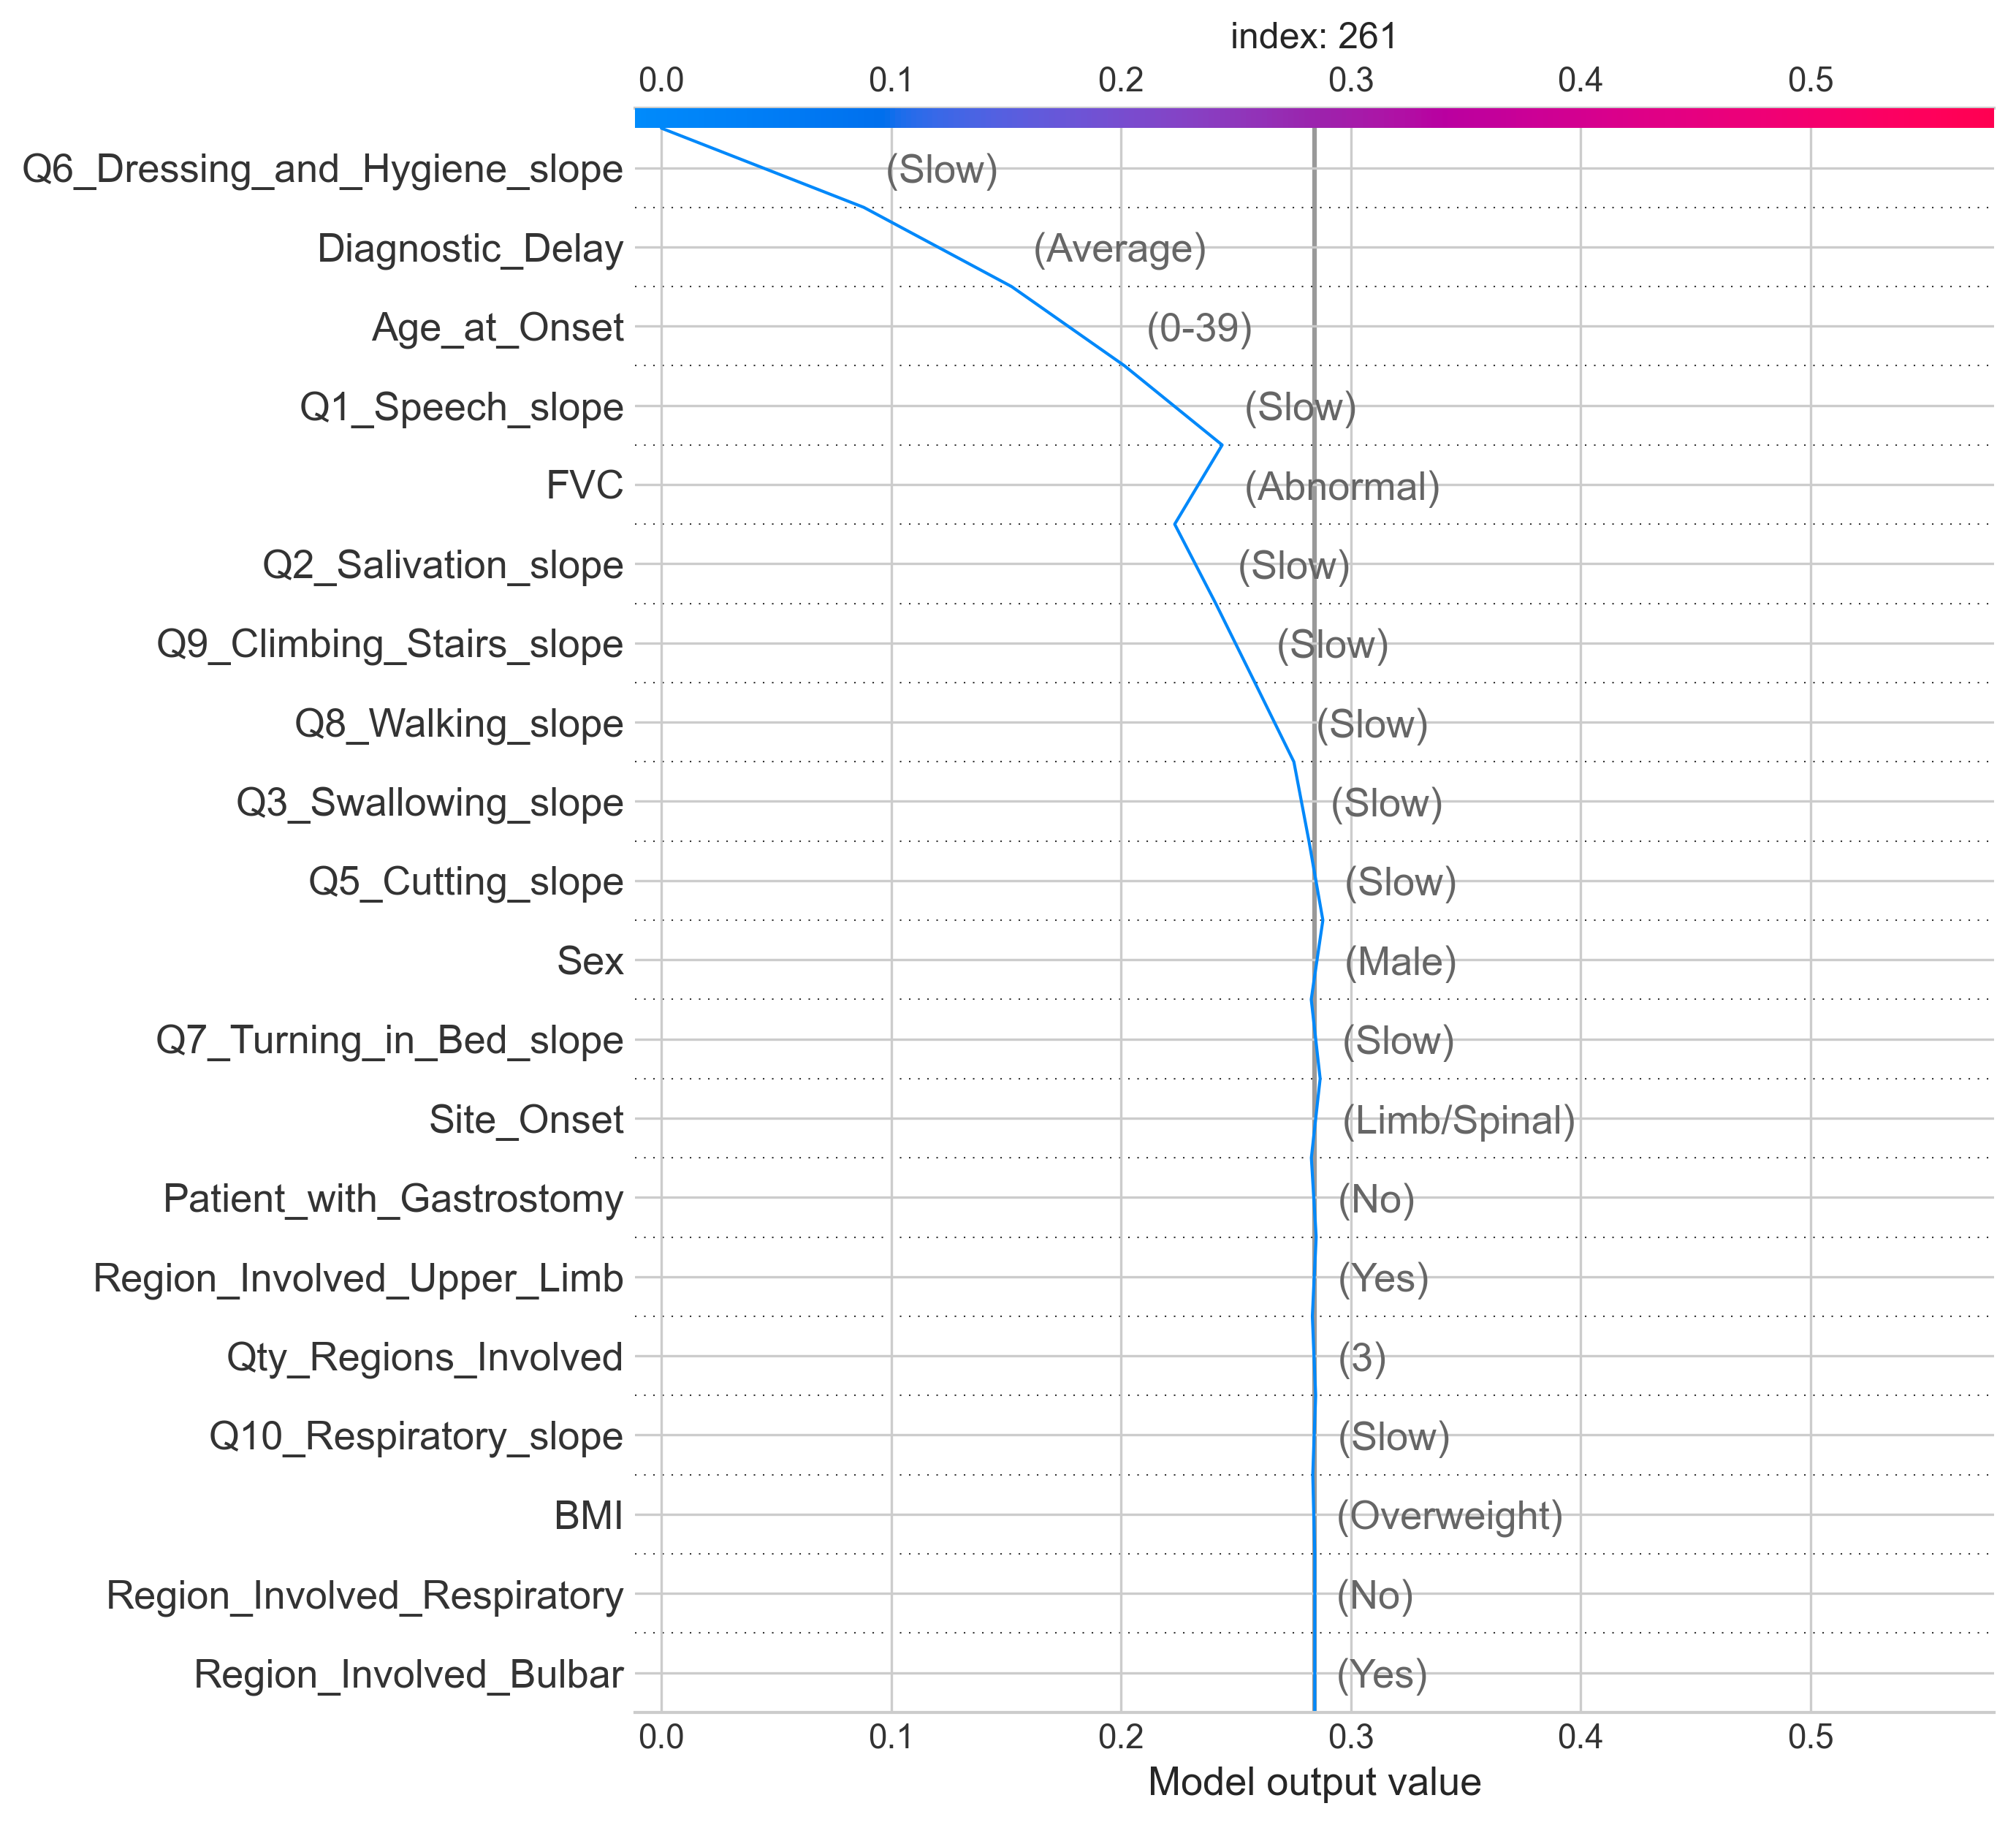 index: 261
0.0 0.1 0.2 0.3 0.4 0.5
Q6_Dressing_and_Hygiene_slope (Slow)
Diagnostic_Delay (Average)
Age_at_Onset (0-39)
Q1_Speech_slope (Slow)
FVC (Abnormal)
Q2_Salivation_slope (Slow)
Q9_Climbing_Stairs_slope (Slow)
Q8_Walking_slope (Slow)
Q3_Swallowing_slope (Slow)
Q5_Cutting_slope (Slow)
Sex (Male)
Q7_Turning_in_Bed_slope (Slow)
Site_Onset (Limb/Spinal)
Patient_with_Gastrostomy (No)
Region_Involved_Upper_Limb (Yes)
Qty_Regions_Involved (3)
Q10_Respiratory_slope (Slow)
BMI (Overweight)
Region_Involved_Respiratory (No)
Region_Involved_Bulbar (Yes)
0.0 0.1 0.2 0.3 0.4 0.5
Model output value